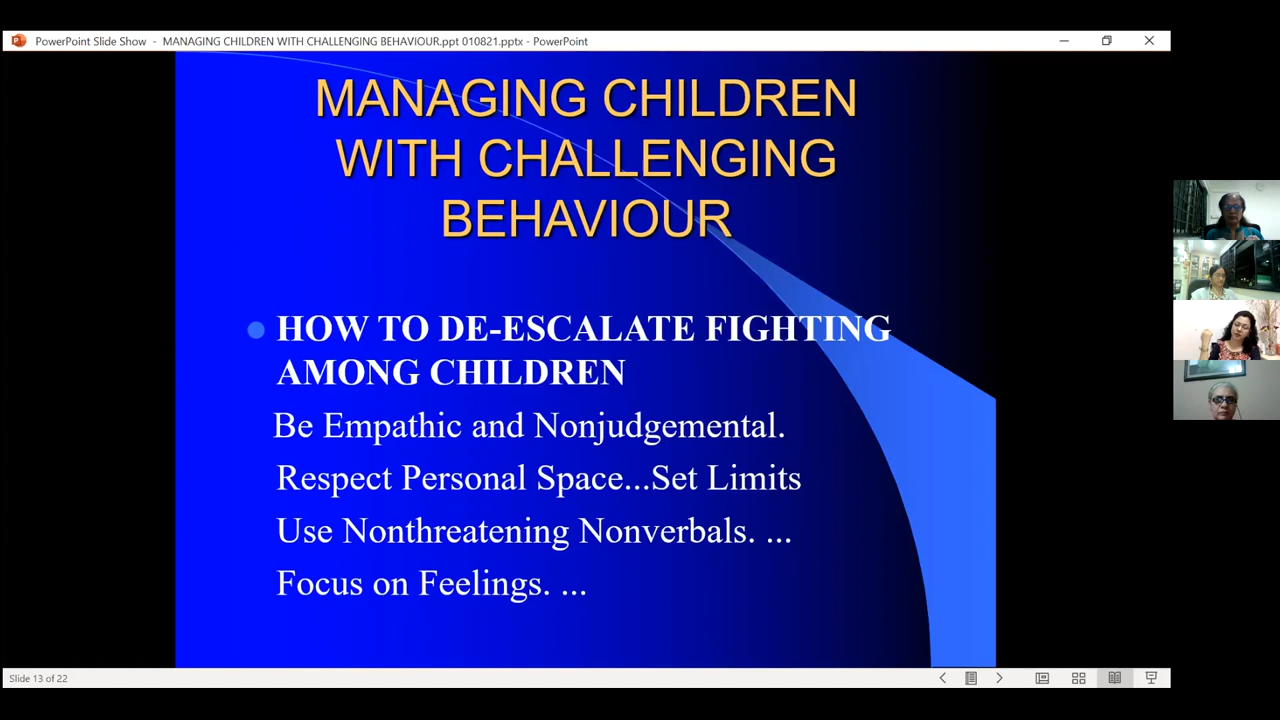 PowerPoint Slide Show - MANAGING CHILDREN WITH CHALLENGING BEHAVIOUR.ppt 010821.pptx - PowerPoint
MANAGING CHILDREN
WITH CHALLENGING
BEHAVIOUR
HOW TO DE-ESCALATE FIGHTING
AMONG CHILDREN
Be Empathic and Nonjudgemental.
Respect Personal Space...Set Limits
Use Nonthreatening Nonverbals. ...
Focus on Feelings. ...
Slide 13 of 22